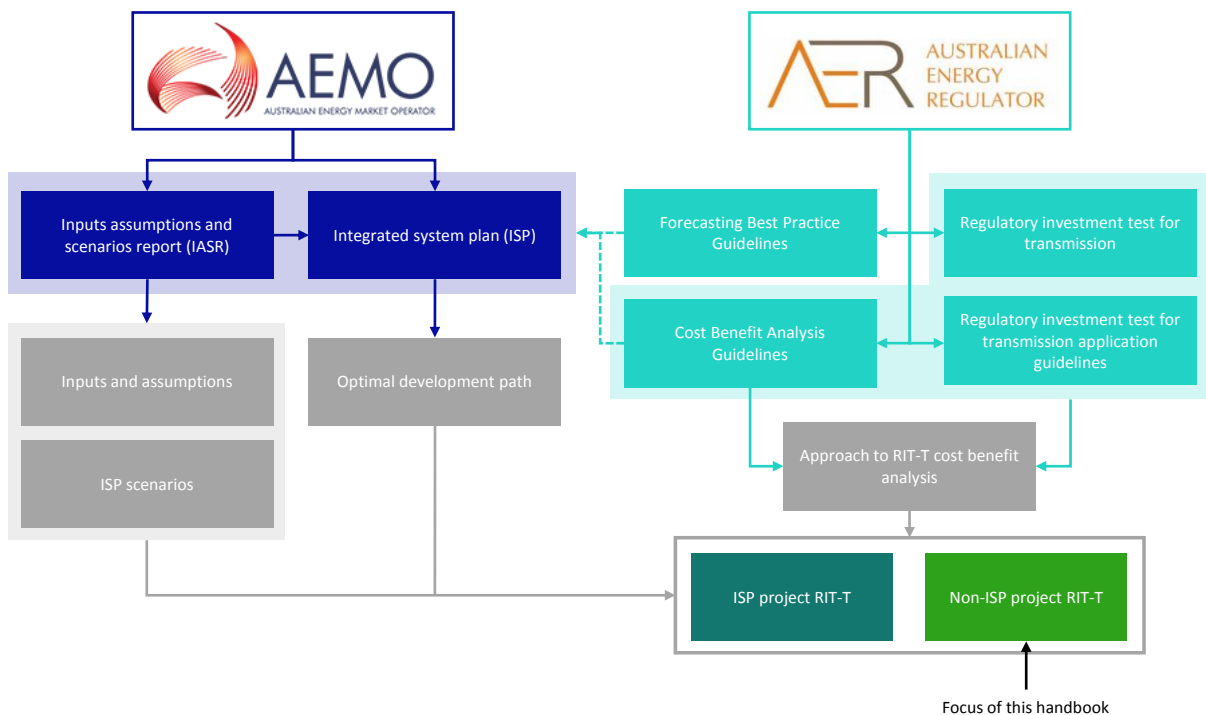 AEMO
AUSTRALIAN ENERGY MARKET OPERATOR
AER
AUSTRALIAN
ENERGY
REGULATOR
Inputs assumptions and
scenarios report (IASR)
Integrated system plan (ISP)
Forecasting Best Practice
Guidelines
Regulatory investment test for
transmission
Cost Benefit Analysis
Guidelines
Regulatory investment test for
transmission application
guidelines
Inputs and assumptions
Optimal development path
ISP scenarios
Approach to RIT-T cost benefit
analysis
ISP project RIT-T
Non-ISP project RIT-T
Focus of this handbook